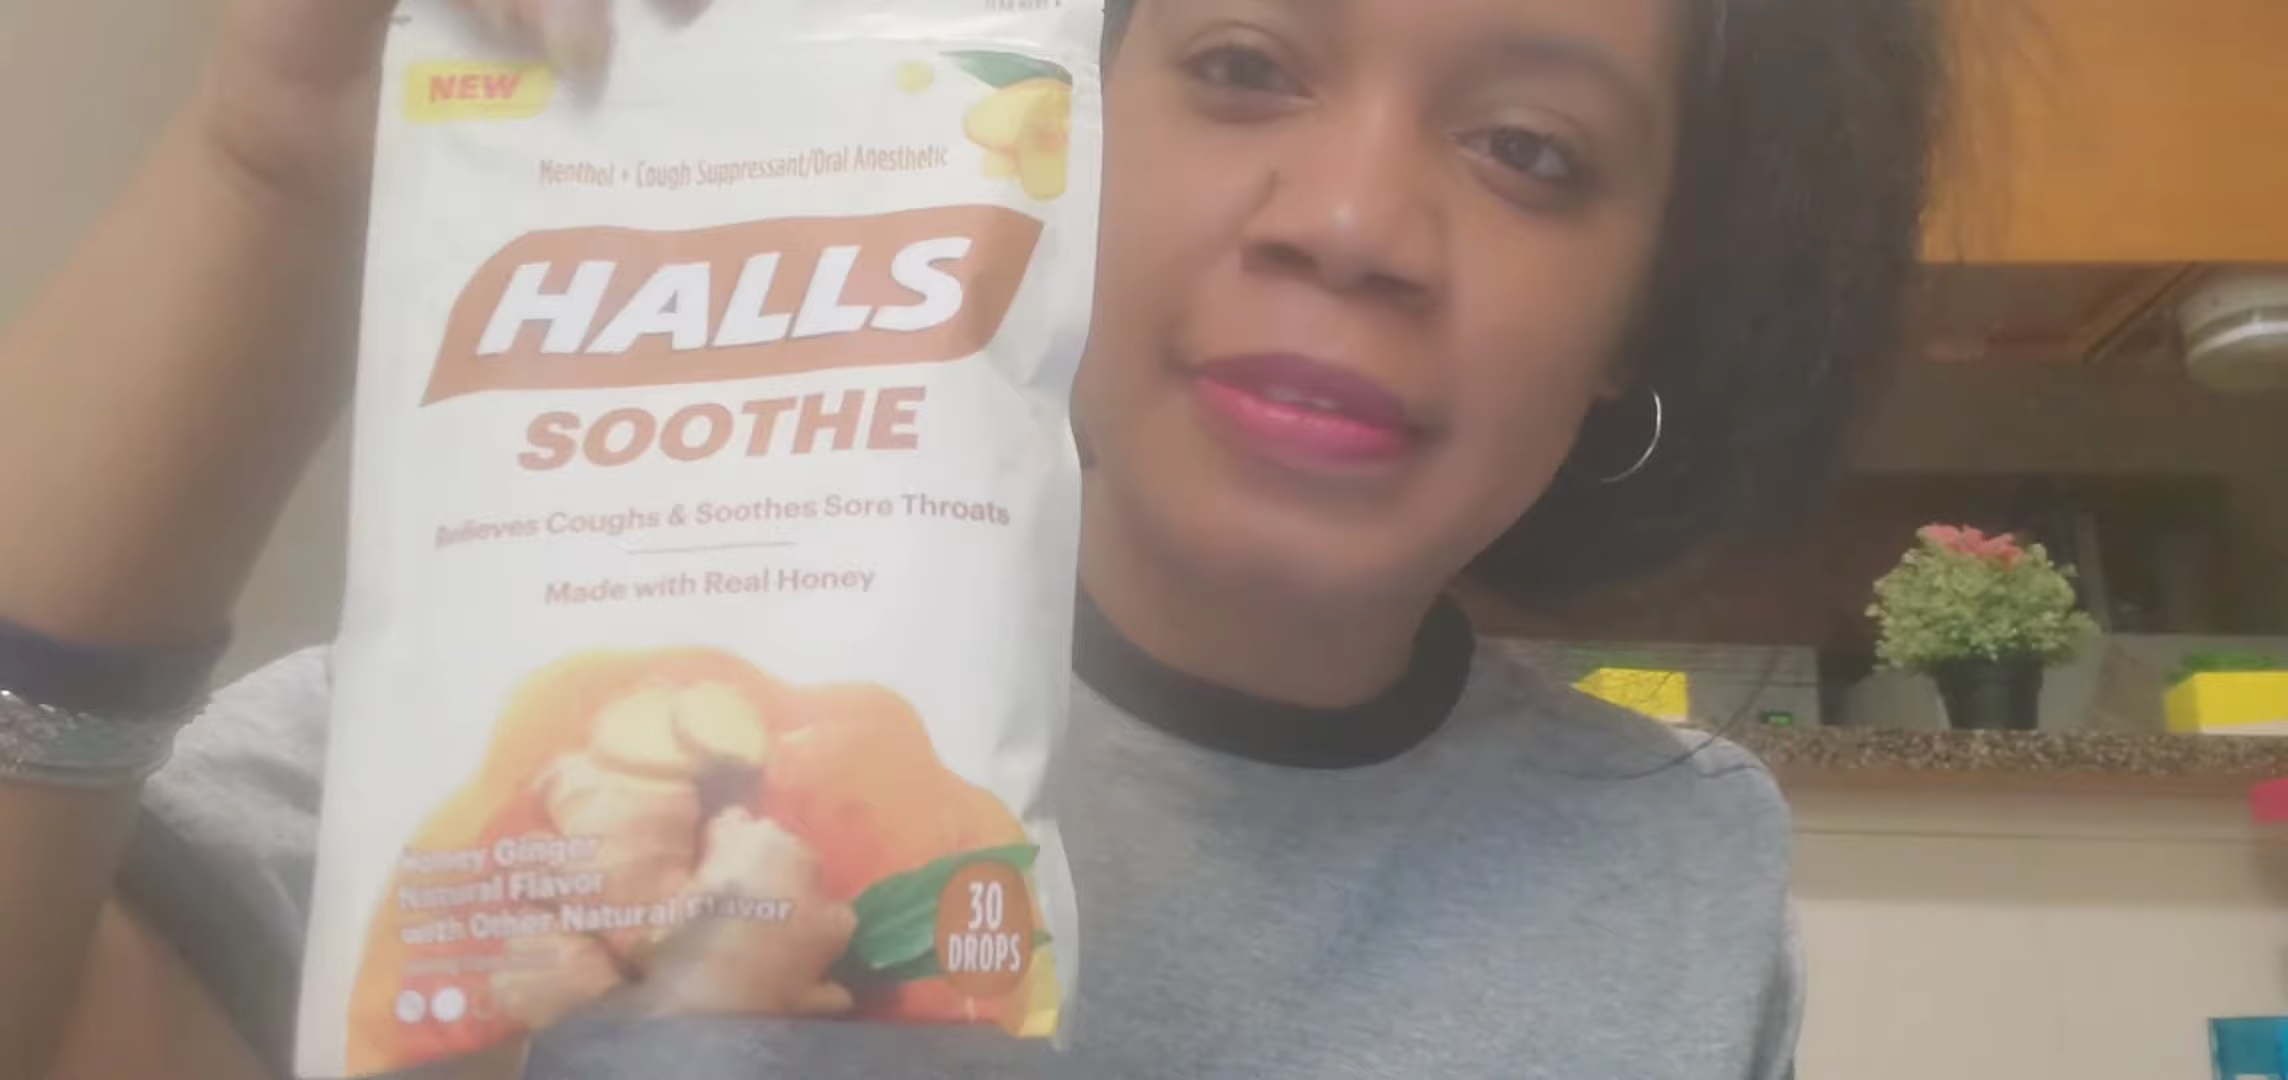 NEW
Menthol • Cough Suppressant/Oral Anesthetic
HALLS
SOOTHE
Relieves Coughs & Soothes Sore Throats
Made with Real Honey
Honey Ginger
Natural Flavor
with Other Natural Flavor
30
DROPS